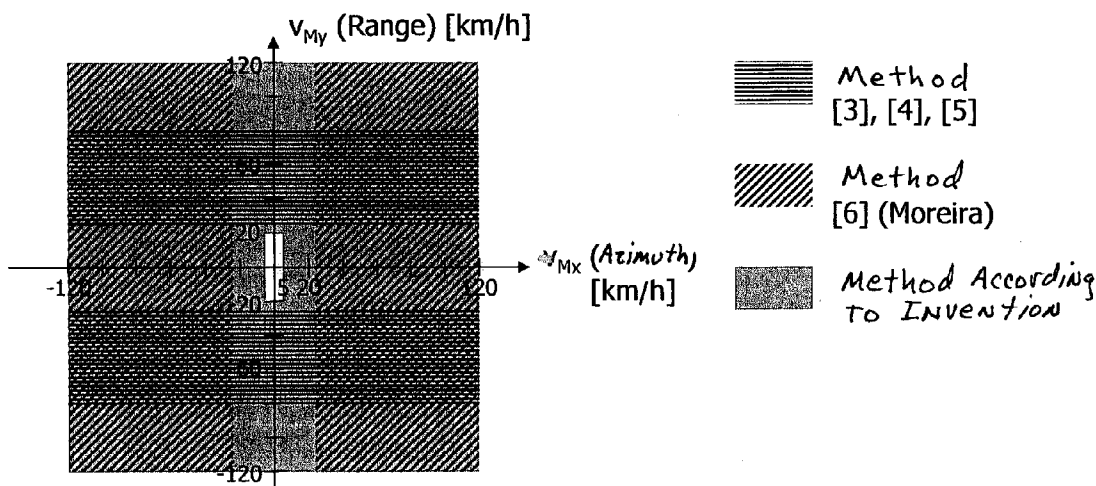 v_My (Range) [km/h]
120
20
-120
5 20
120
v_Mx (Azimuth)
[km/h]
-120
Method
[3], [4], [5]
Method
[6] (Moreira)
Method According
To Invention